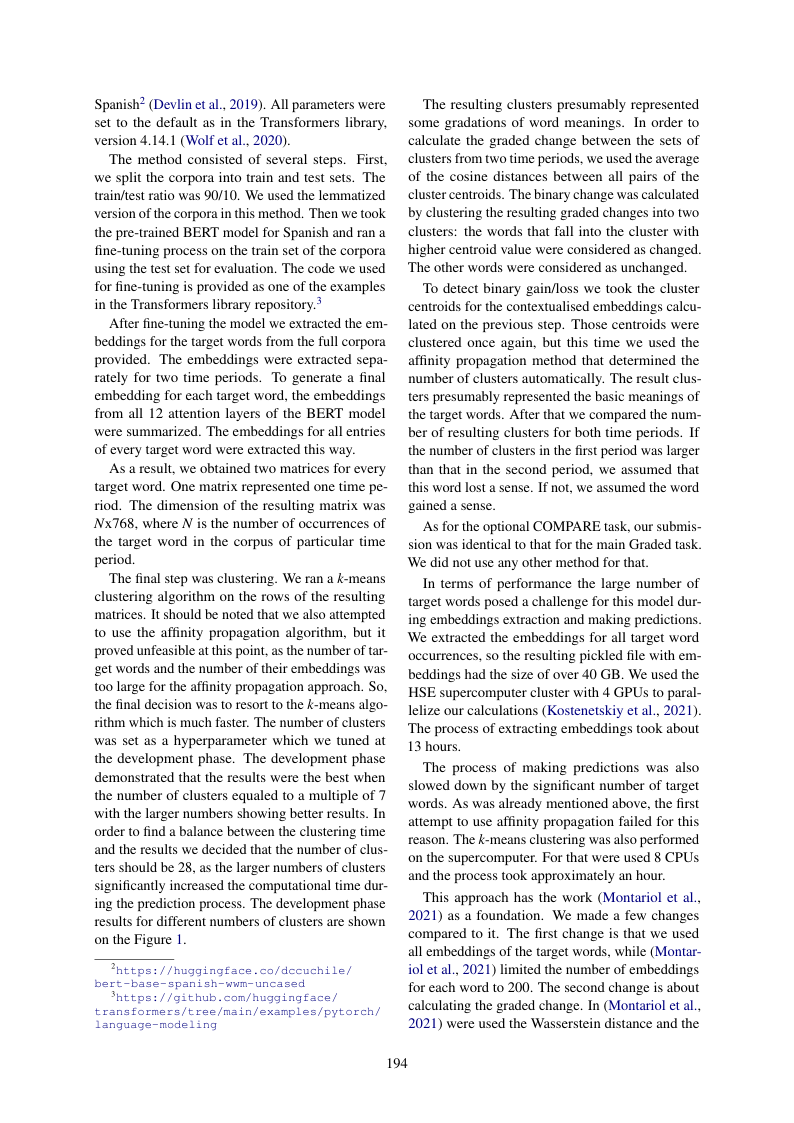 Spanish2 (Devlin et al., 2019). All parameters were
set to the default as in the Transformers library,
version 4.14.1 (Wolf et al., 2020).
The method consisted of several steps. First,
we split the corpora into train and test sets. The
train/test ratio was 90/10. We used the lemmatized
version of the corpora in this method. Then we took
the pre-trained BERT model for Spanish and ran a
fine-tuning process on the train set of the corpora
using the test set for evaluation. The code we used
for fine-tuning is provided as one of the examples
in the Transformers library repository.3
After fine-tuning the model we extracted the em-
beddings for the target words from the full corpora
provided. The embeddings were extracted sepa-
rately for two time periods. To generate a final
embedding for each target word, the embeddings
from all 12 attention layers of the BERT model
were summarized. The embeddings for all entries
of every target word were extracted this way.
As a result, we obtained two matrices for every
target word. One matrix represented one time pe-
riod. The dimension of the resulting matrix was
Nx768, where N is the number of occurrences of
the target word in the corpus of particular time
period.
The final step was clustering. We ran a k-means
clustering algorithm on the rows of the resulting
matrices. It should be noted that we also attempted
to use the affinity propagation algorithm, but it
proved unfeasible at this point, as the number of tar-
get words and the number of their embeddings was
too large for the affinity propagation approach. So,
the final decision was to resort to the k-means algo-
rithm which is much faster. The number of clusters
was set as a hyperparameter which we tuned at
the development phase. The development phase
demonstrated that the results were the best when
the number of clusters equaled to a multiple of 7
with the larger numbers showing better results. In
order to find a balance between the clustering time
and the results we decided that the number of clus-
ters should be 28, as the larger numbers of clusters
significantly increased the computational time dur-
ing the prediction process. The development phase
results for different numbers of clusters are shown
on the Figure 1.
2https://huggingface.co/dccuchile/
bert-base-spanish-wwm-uncased
3https://github.com/huggingface/
transformers/tree/main/examples/pytorch/
language-modeling
The resulting clusters presumably represented
some gradations of word meanings. In order to
calculate the graded change between the sets of
clusters from two time periods, we used the average
of the cosine distances between all pairs of the
cluster centroids. The binary change was calculated
by clustering the resulting graded changes into two
clusters: the words that fall into the cluster with
higher centroid value were considered as changed.
The other words were considered as unchanged.
To detect binary gain/loss we took the cluster
centroids for the contextualised embeddings calcu-
lated on the previous step. Those centroids were
clustered once again, but this time we used the
affinity propagation method that determined the
number of clusters automatically. The result clus-
ters presumably represented the basic meanings of
the target words. After that we compared the num-
ber of resulting clusters for both time periods. If
the number of clusters in the first period was larger
than that in the second period, we assumed that
this word lost a sense. If not, we assumed the word
gained a sense.
As for the optional COMPARE task, our submis-
sion was identical to that for the main Graded task.
We did not use any other method for that.
In terms of performance the large number of
target words posed a challenge for this model dur-
ing embeddings extraction and making predictions.
We extracted the embeddings for all target word
occurrences, so the resulting pickled file with em-
beddings had the size of over 40 GB. We used the
HSE supercomputer cluster with 4 GPUs to paral-
lelize our calculations (Kostenetskiy et al., 2021).
The process of extracting embeddings took about
13 hours.
The process of making predictions was also
slowed down by the significant number of target
words. As was already mentioned above, the first
attempt to use affinity propagation failed for this
reason. The k-means clustering was also performed
on the supercomputer. For that were used 8 CPUs
and the process took approximately an hour.
This approach has the work (Montariol et al.,
2021) as a foundation. We made a few changes
compared to it. The first change is that we used
all embeddings of the target words, while (Montar-
iol et al., 2021) limited the number of embeddings
for each word to 200. The second change is about
calculating the graded change. In (Montariol et al.,
2021) were used the Wasserstein distance and the
194